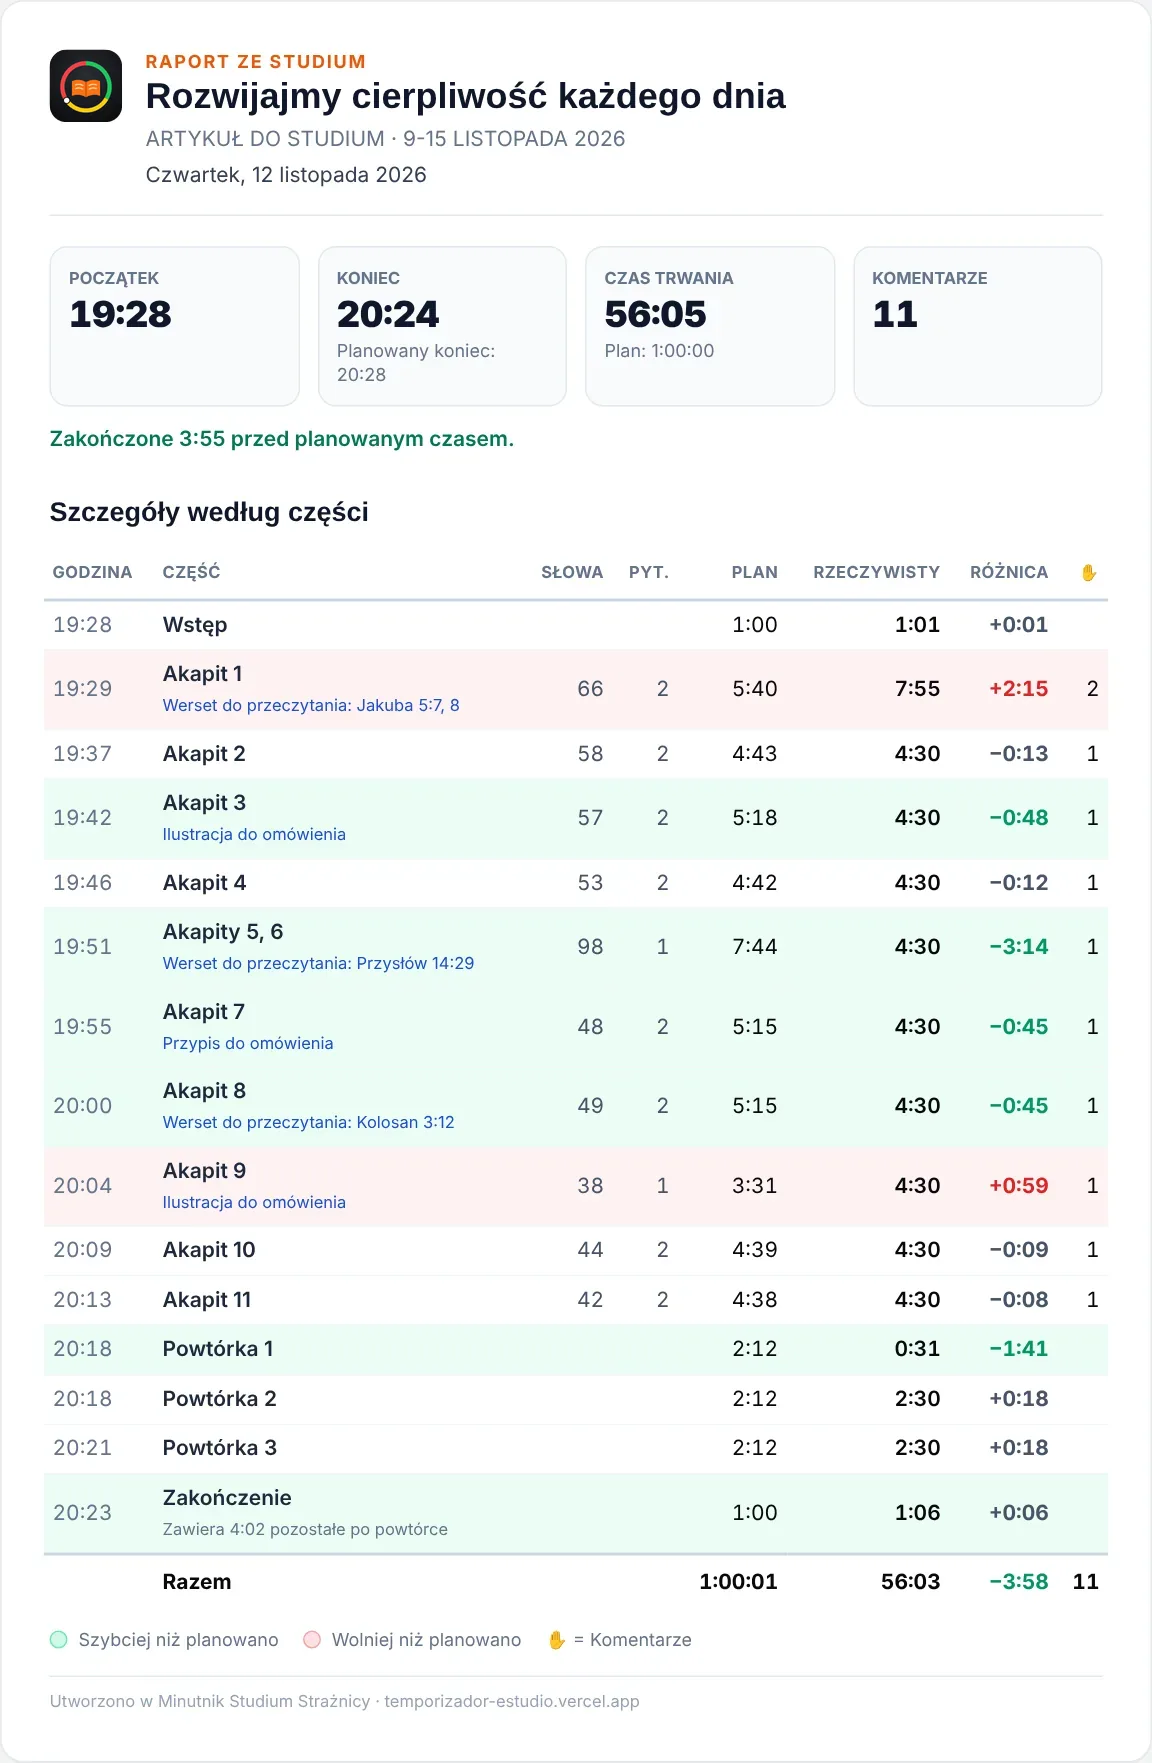 RAPORT ZE STUDIUM
Rozwijajmy cierpliwość każdego dnia
ARTYKUŁ DO STUDIUM · 9-15 LISTOPADA 2026
Czwartek, 12 listopada 2026
POCZĄTEK
19:28
KONIEC
20:24
Planowany koniec:
20:28
CZAS TRWANIA
56:05
Plan: 1:00:00
KOMENTARZE
11
Zakończone 3:55 przed planowanym czasem.
Szczegóły według części
GODZINA CZĘŚĆ SŁOWA PYT. PLAN RZECZYWISTY RÓŻNICA ✋
19:28 Wstęp 1:00 1:01 +0:01
19:29 Akapit 1 66 2 5:40 7:55 +2:15 2
Werset do przeczytania: Jakuba 5:7, 8
19:37 Akapit 2 58 2 4:43 4:30 −0:13 1
19:42 Akapit 3 57 2 5:18 4:30 −0:48 1
Ilustracja do omówienia
19:46 Akapit 4 53 2 4:42 4:30 −0:12 1
19:51 Akapity 5, 6 98 1 7:44 4:30 −3:14 1
Werset do przeczytania: Przysłów 14:29
19:55 Akapit 7 48 2 5:15 4:30 −0:45 1
Przypis do omówienia
20:00 Akapit 8 49 2 5:15 4:30 −0:45 1
Werset do przeczytania: Kolosan 3:12
20:04 Akapit 9 38 1 3:31 4:30 +0:59 1
Ilustracja do omówienia
20:09 Akapit 10 44 2 4:39 4:30 −0:09 1
20:13 Akapit 11 42 2 4:38 4:30 −0:08 1
20:18 Powtórka 1 2:12 0:31 −1:41
20:18 Powtórka 2 2:12 2:30 +0:18
20:21 Powtórka 3 2:12 2:30 +0:18
20:23 Zakończenie 1:00 1:06 +0:06
Zawiera 4:02 pozostałe po powtórce
Razem 1:00:01 56:03 −3:58 11
Szybciej niż planowano Wolniej niż planowano ✋ = Komentarze
Utworzono w Minutnik Studium Strażnicy · temporizador-estudio.vercel.app